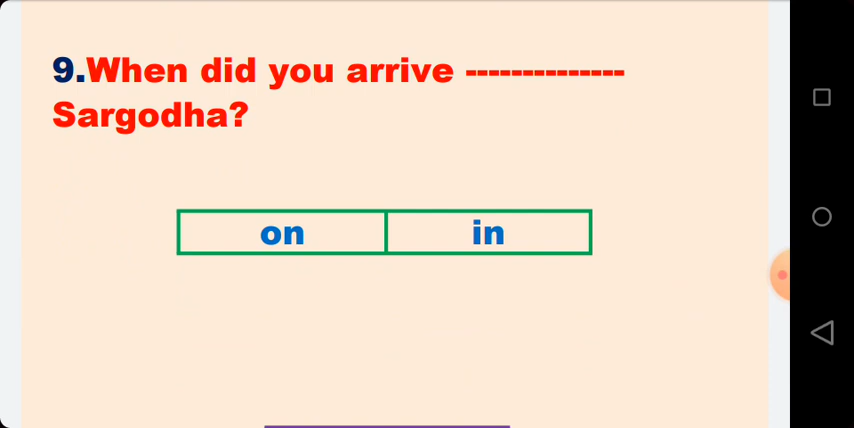 9.When did you arrive --------------
Sargodha?
on in